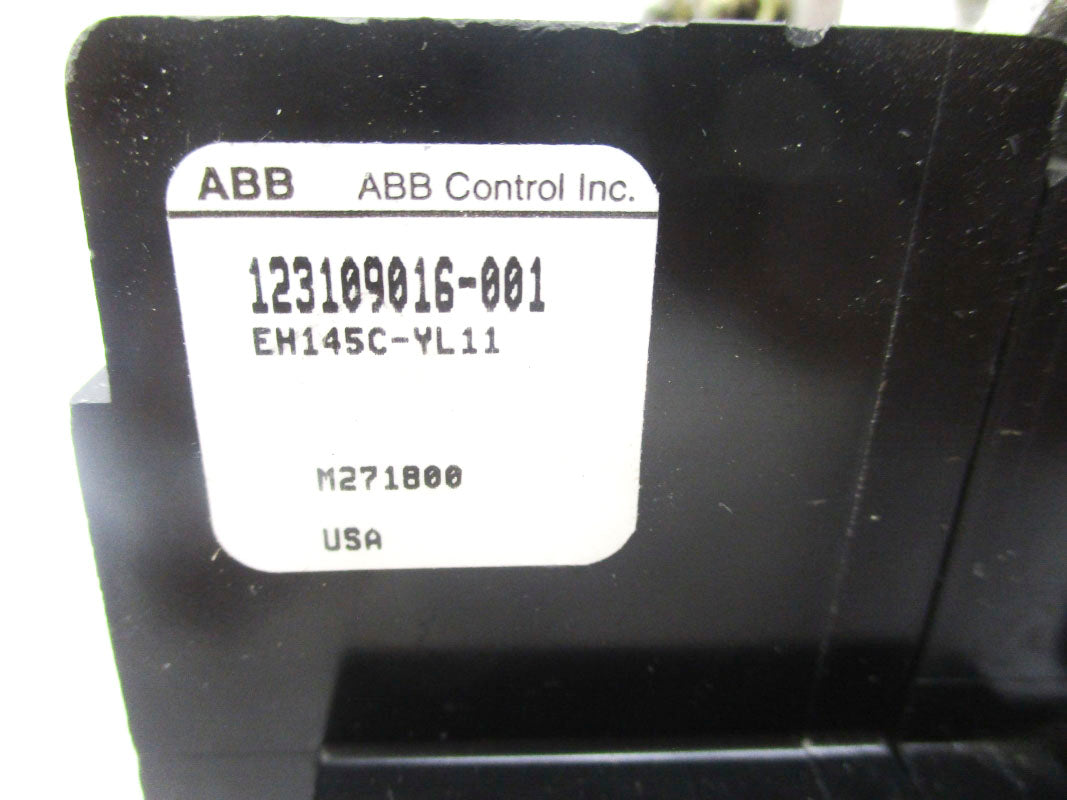 ABB ABB Control Inc.
123109016-001
EH145C-YL11
M271800
USA